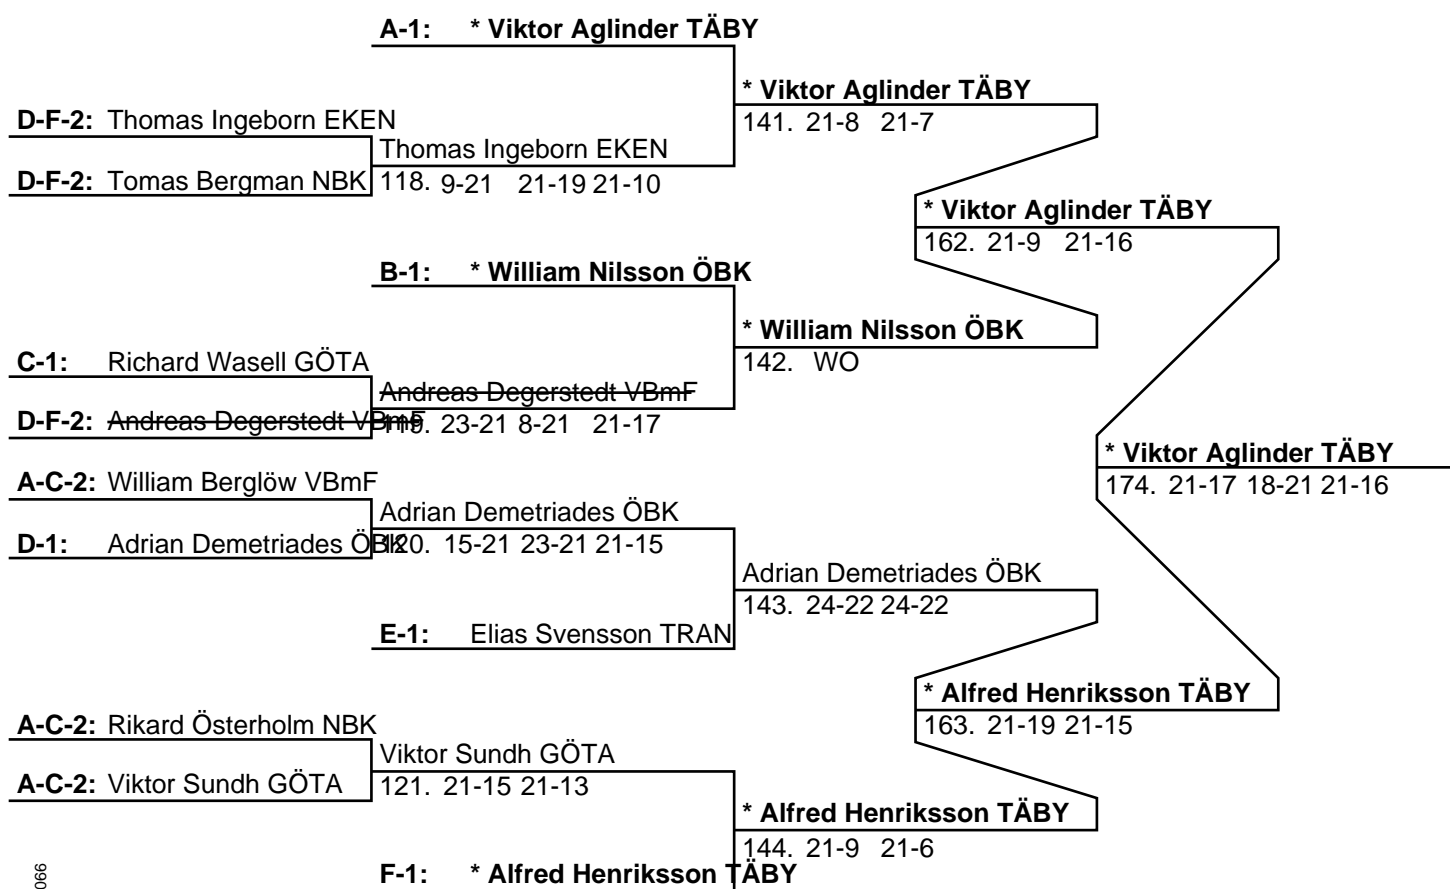 A-1: * Viktor Aglinder TÄBY
* Viktor Aglinder TÄBY
D-F-2: Thomas Ingeborn EKEN
141. 21-8 21-7
Thomas Ingeborn EKEN
D-F-2: Tomas Bergman NBK
118. 9-21 21-19 21-10
* Viktor Aglinder TÄBY
162. 21-9 21-16
B-1: * William Nilsson ÖBK
* William Nilsson ÖBK
C-1: Richard Wasell GÖTA
142. WO
Andreas Degerstedt VBmF
D-F-2: Andreas Degerstedt VBmF
119. 23-21 8-21 21-17
* Viktor Aglinder TÄBY
A-C-2: William Berglöw VBmF
174. 21-17 18-21 21-16
Adrian Demetriades ÖBK
D-1: Adrian Demetriades ÖBK
120. 15-21 23-21 21-15
Adrian Demetriades ÖBK
143. 24-22 24-22
E-1: Elias Svensson TRAN
* Alfred Henriksson TÄBY
A-C-2: Rikard Österholm NBK
163. 21-19 21-15
Viktor Sundh GÖTA
A-C-2: Viktor Sundh GÖTA
121. 21-15 21-13
* Alfred Henriksson TÄBY
144. 21-9 21-6
F-1: * Alfred Henriksson TÄBY
066